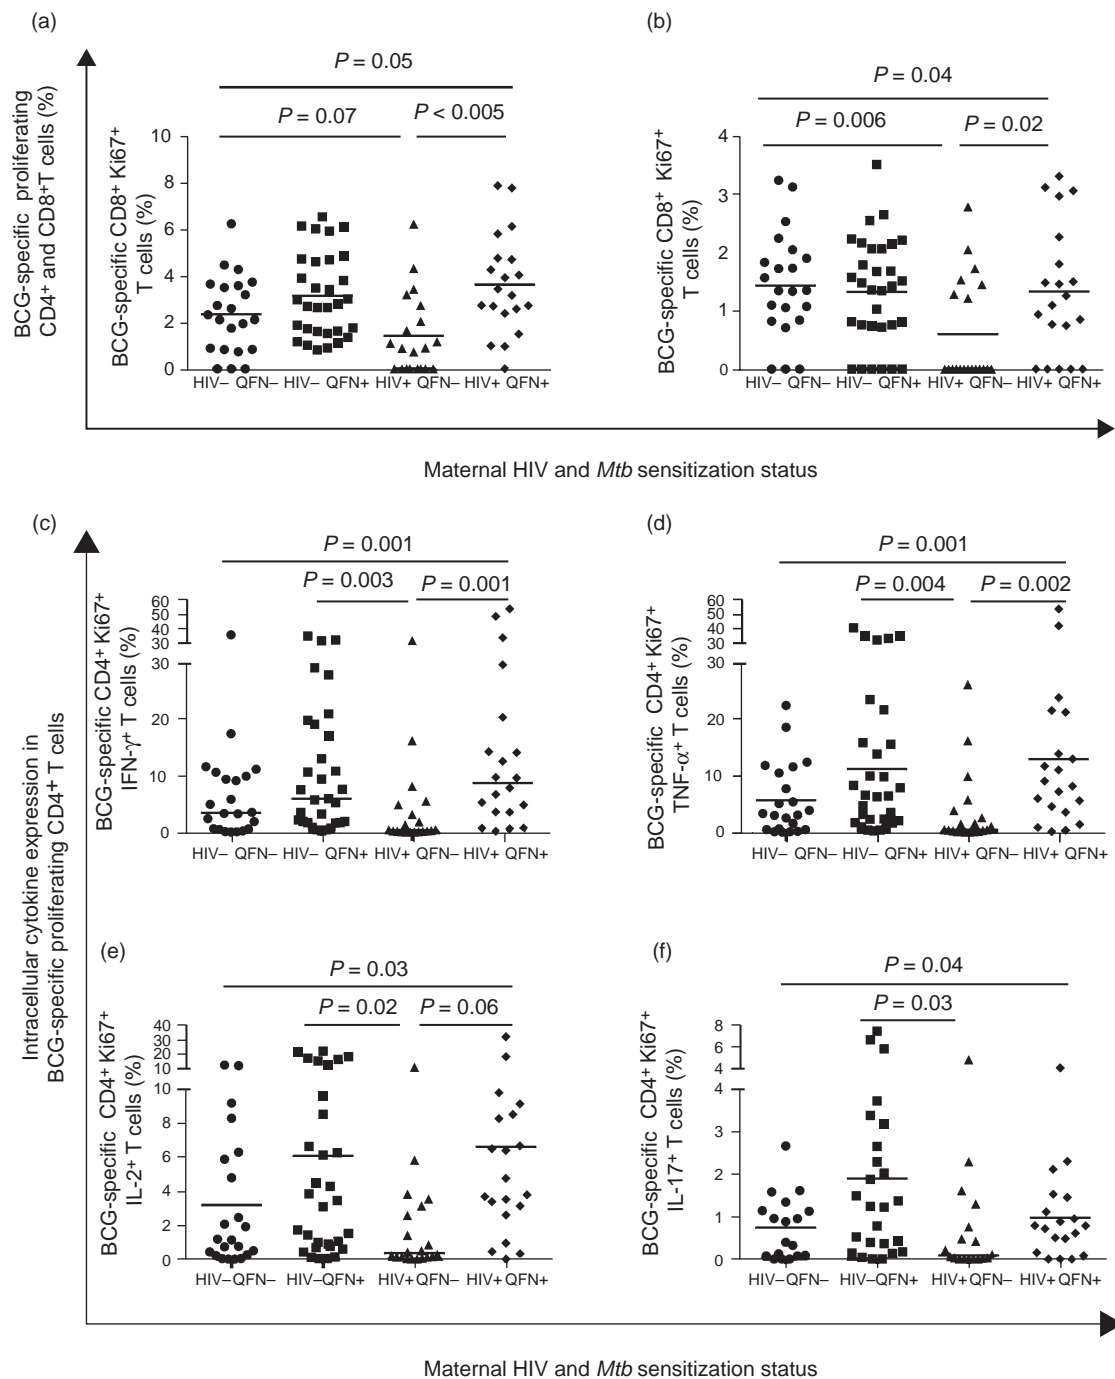 (a)
BCG-specific proliferating
CD4⁺ and CD8⁺T cells (%)
BCG-specific CD8⁺ Ki67⁺
T cells (%)
P = 0.05
P = 0.07
P < 0.005
10
8
6
4
2
0
HIV– QFN–
HIV– QFN+
HIV+ QFN–
HIV+ QFN+
(b)
BCG-specific CD8⁺ Ki67⁺
T cells (%)
P = 0.04
P = 0.006
P = 0.02
4
3
2
1
0
HIV– QFN–
HIV– QFN+
HIV+ QFN–
HIV+ QFN+
Maternal HIV and Mtb sensitization status
Intracellular cytokine expression in
BCG-specific proliferating CD4⁺ T cells
(c)
BCG-specific CD4⁺ Ki67⁺
IFN-γ⁺ T cells (%)
P = 0.001
P = 0.003
P = 0.001
60
50
40
30
30
20
10
0
HIV– QFN–
HIV– QFN+
HIV+ QFN–
HIV+ QFN+
(d)
BCG-specific CD4⁺ Ki67⁺
TNF-α⁺ T cells (%)
P = 0.001
P = 0.004
P = 0.002
60
50
40
30
30
20
10
0
HIV– QFN–
HIV– QFN+
HIV+ QFN–
HIV+ QFN+
(e)
BCG-specific CD4⁺ Ki67⁺
IL-2⁺ T cells (%)
P = 0.03
P = 0.02
P = 0.06
40
30
20
10
10
8
6
4
2
0
HIV–QFN–
HIV–QFN+
HIV+QFN–
HIV+QFN+
(f)
BCG-specific CD4⁺ Ki67⁺
IL-17⁺ T cells (%)
P = 0.04
P = 0.03
8
6
4
4
3
2
1
0
HIV– QFN–
HIV–QFN+
HIV+QFN–
HIV+ QFN+
Maternal HIV and Mtb sensitization status